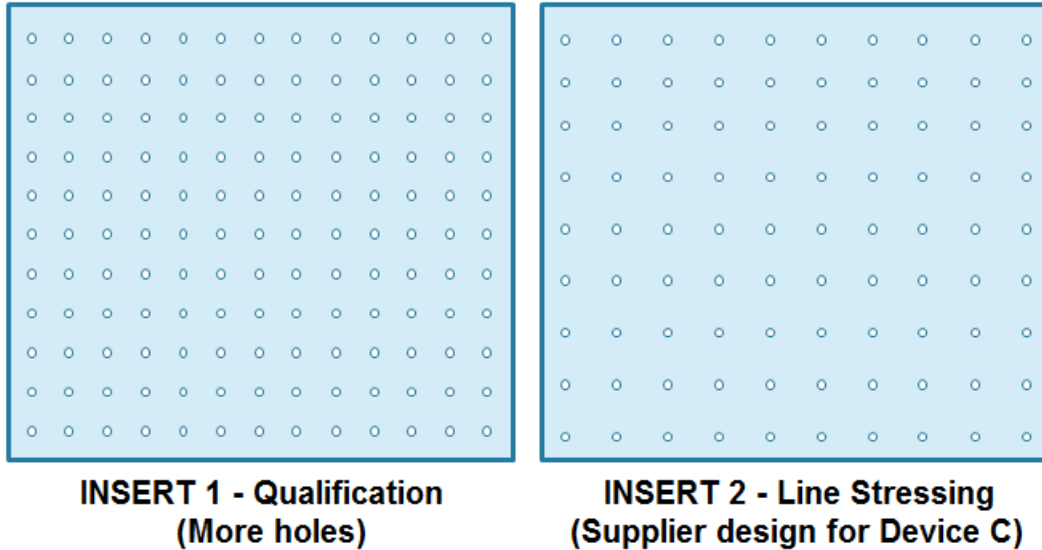 INSERT 1 - Qualification
(More holes)
INSERT 2 - Line Stressing
(Supplier design for Device C)